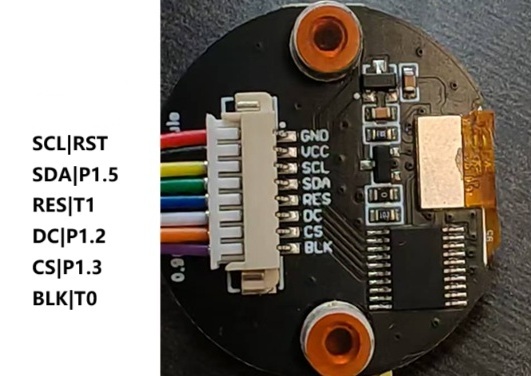 SCL|RST
SDA|P1.5
RES|T1
DC|P1.2
CS|P1.3
BLK|T0
GND
VCC
SCL
SDA
RES
DC
CS
BLK